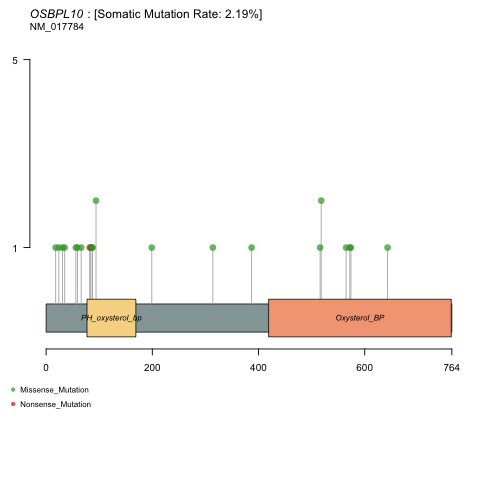 OSBPL10 : [Somatic Mutation Rate: 2.19%]
NM_017784
5
1
PH_oxysterol_bp
Oxysterol_BP
0 200 400 600 764
Missense_Mutation
Nonsense_Mutation